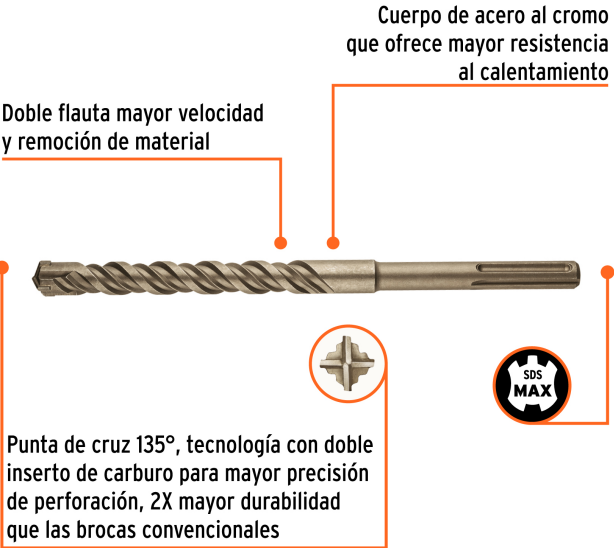 Cuerpo de acero al cromo
que ofrece mayor resistencia
al calentamiento
Doble flauta mayor velocidad
y remoción de material
SDS
MAX
Punta de cruz 135°, tecnología con doble
inserto de carburo para mayor precisión
de perforación, 2X mayor durabilidad
que las brocas convencionales